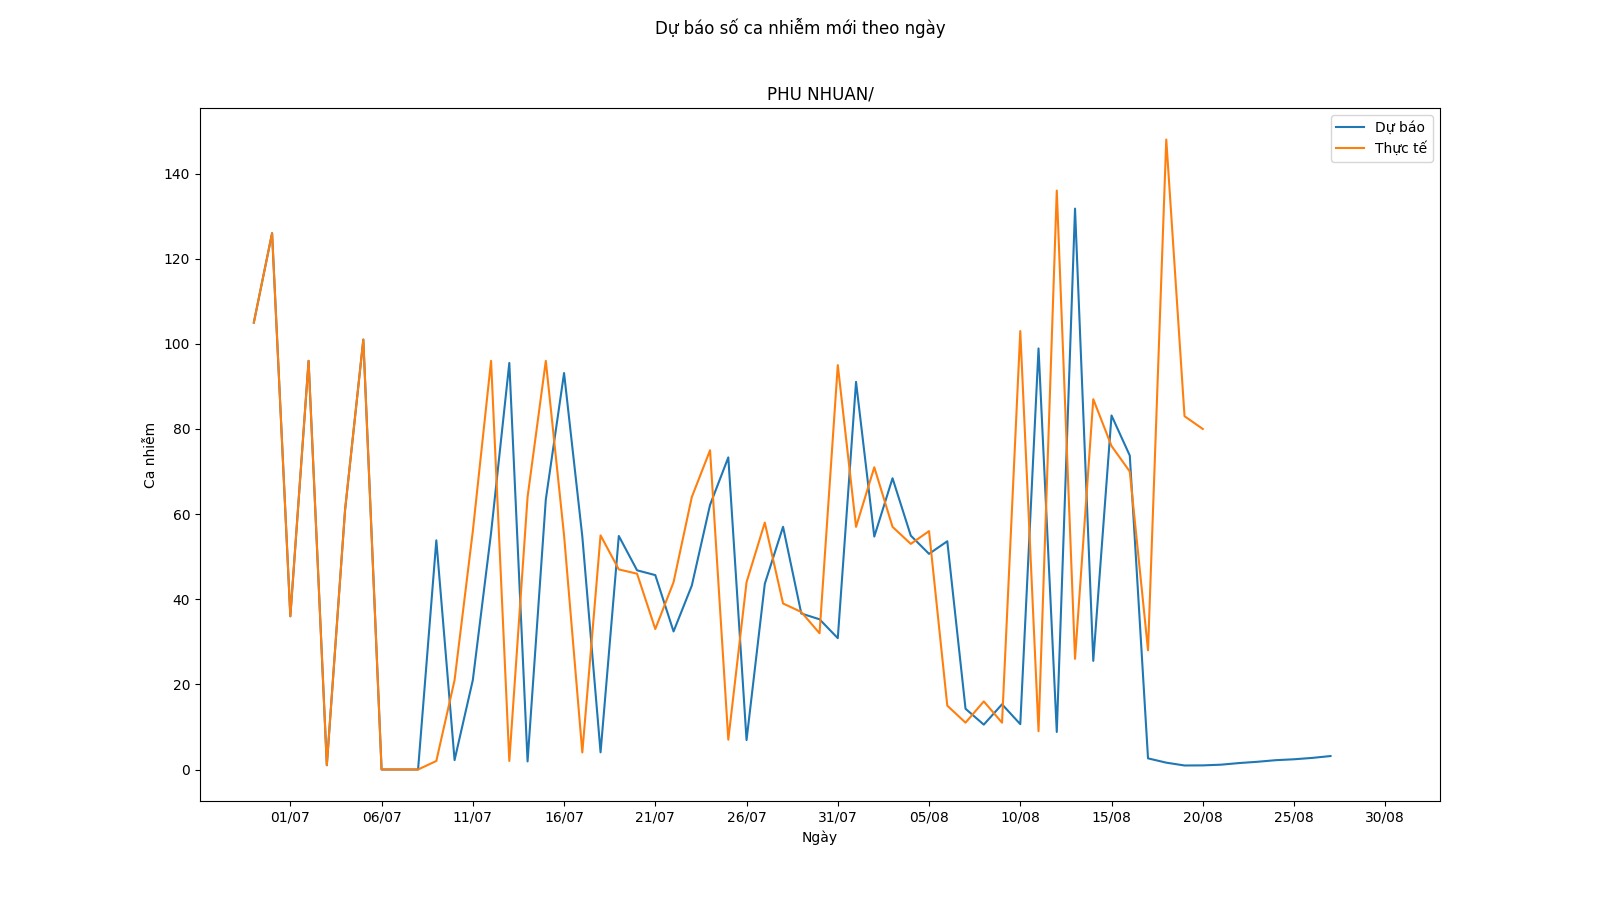 Dự báo số ca nhiễm mới theo ngày
PHU NHUAN/
Dự báo
Thực tế
140
120
100
80
60
40
20
0
Ca nhiễm
01/07 06/07 11/07 16/07 21/07 26/07 31/07 05/08 10/08 15/08 20/08 25/08 30/08
Ngày